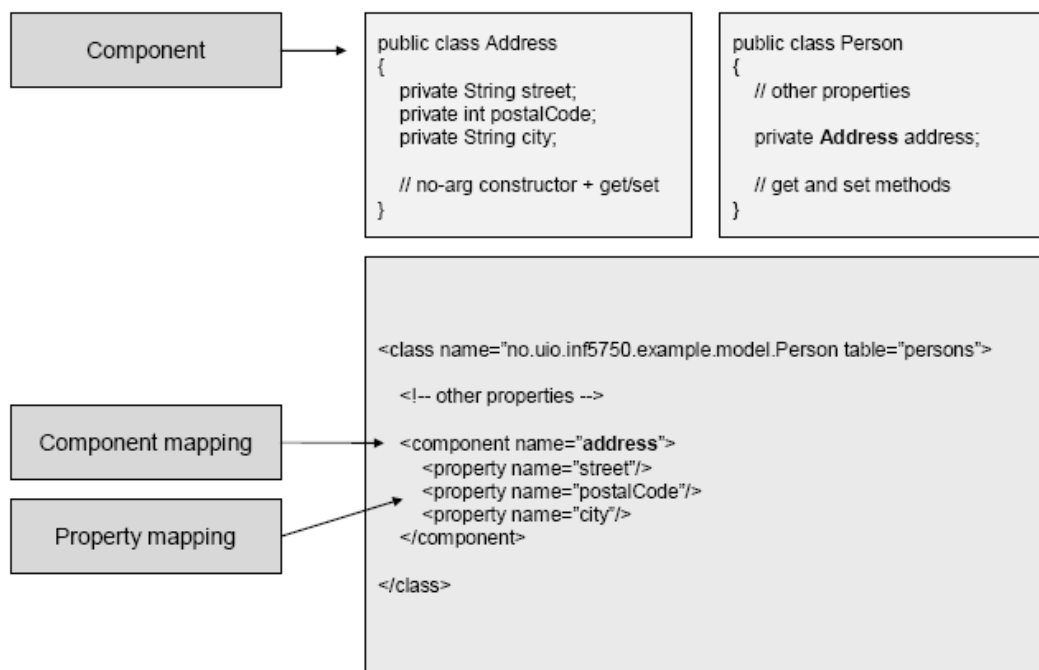 Component
public class Address
{
private String street;
private int postalCode;
private String city;
// no-arg constructor + get/set
}
public class Person
{
// other properties
private Address address;
// get and set methods
}
<class name=”no.uio.inf5750.example.model.Person table=”persons”>
<!-- other properties -->
Component mapping
<component name=”address”>
<property name=”street”/>
<property name=”postalCode”/>
<property name=”city”/>
</component>
Property mapping
</class>